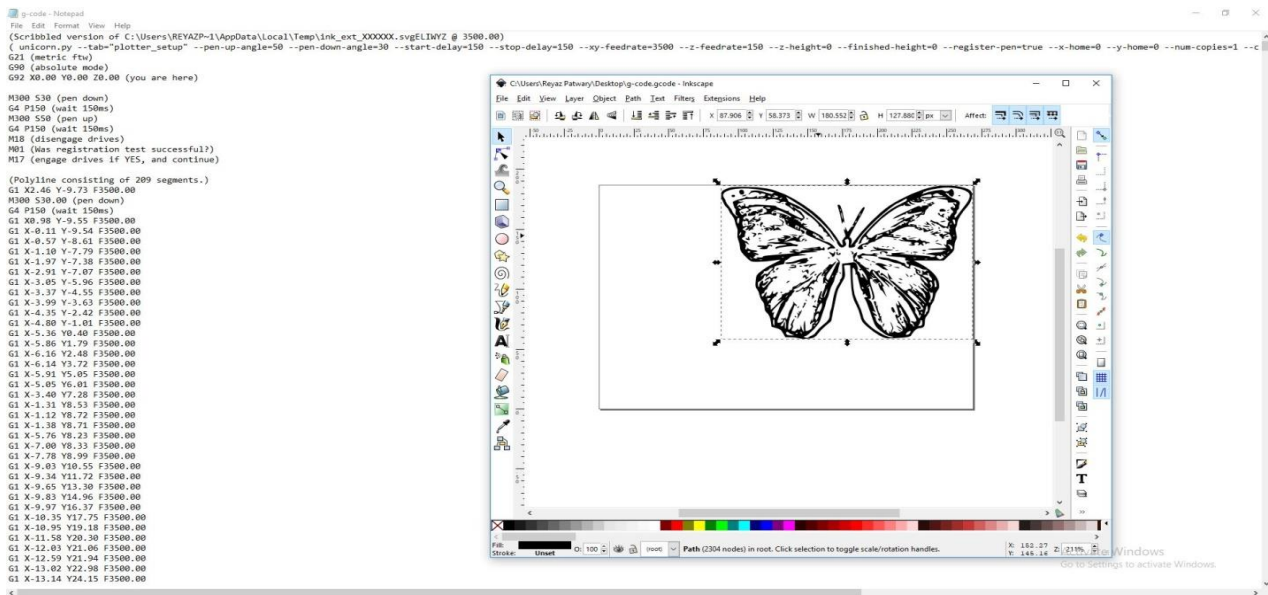 g-code - Notepad
File Edit Format View Help
(Scribbled version of C:\Users\REYAZP~1\AppData\Local\Temp\ink_ext_XXXXXX.svgELIWYZ @ 3500.00)
( unicorn.py --tab="plotter_setup" --pen-up-angle=50 --pen-down-angle=30 --start-delay=150 --stop-delay=150 --xy-feedrate=3500 --z-feedrate=150 --z-height=0 --finished-height=0 --register-pen=true --x-home=0 --y-home=0 --num-copies=1 --c
G21 (metric ftw)
G90 (absolute mode)
G92 X0.00 Y0.00 Z0.00 (you are here)
M300 S30 (pen down)
G4 P150 (wait 150ms)
M300 S50 (pen up)
G4 P150 (wait 150ms)
M18 (disengage drives)
M01 (Was registration test successful?)
M17 (engage drives if YES, and continue)
(Polyline consisting of 209 segments.)
G1 X2.46 Y-9.73 F3500.00
M300 S30.00 (pen down)
G4 P150 (wait 150ms)
G1 X0.98 Y-9.55 F3500.00
G1 X-0.11 Y-9.54 F3500.00
G1 X-0.57 Y-8.61 F3500.00
G1 X-1.10 Y-7.79 F3500.00
G1 X-1.97 Y-7.38 F3500.00
G1 X-2.91 Y-7.07 F3500.00
G1 X-3.05 Y-5.96 F3500.00
G1 X-3.37 Y-4.55 F3500.00
G1 X-3.99 Y-3.63 F3500.00
G1 X-4.35 Y-2.42 F3500.00
G1 X-4.80 Y-1.01 F3500.00
G1 X-5.36 Y0.40 F3500.00
G1 X-5.86 Y1.79 F3500.00
G1 X-6.16 Y2.48 F3500.00
G1 X-6.14 Y3.72 F3500.00
G1 X-5.91 Y5.05 F3500.00
G1 X-5.05 Y6.01 F3500.00
G1 X-3.40 Y7.28 F3500.00
G1 X-1.31 Y8.53 F3500.00
G1 X-1.12 Y8.72 F3500.00
G1 X-1.38 Y8.71 F3500.00
G1 X-5.76 Y8.23 F3500.00
G1 X-7.00 Y8.33 F3500.00
G1 X-7.78 Y8.99 F3500.00
G1 X-9.03 Y10.55 F3500.00
G1 X-9.34 Y11.72 F3500.00
G1 X-9.65 Y13.30 F3500.00
G1 X-9.83 Y14.96 F3500.00
G1 X-9.97 Y16.37 F3500.00
G1 X-10.35 Y17.75 F3500.00
G1 X-10.95 Y19.18 F3500.00
G1 X-11.58 Y20.30 F3500.00
G1 X-12.03 Y21.06 F3500.00
G1 X-12.59 Y21.94 F3500.00
G1 X-13.02 Y22.98 F3500.00
G1 X-13.14 Y24.15 F3500.00
C:\Users\Reyaz Patwary\Desktop\g-code.gcode - Inkscape
File Edit View Layer Object Path Text Filters Extensions Help
X 87.906 Y 58.373 W 180.552 H 127.880 px Affect:
Fill:
Stroke: Unset O: 100 (root) Path (2304 nodes) in root. Click selection to toggle scale/rotation handles. X: 152.27 Z: 211%
Y: 145.16
Activate Windows
Go to Settings to activate Windows.